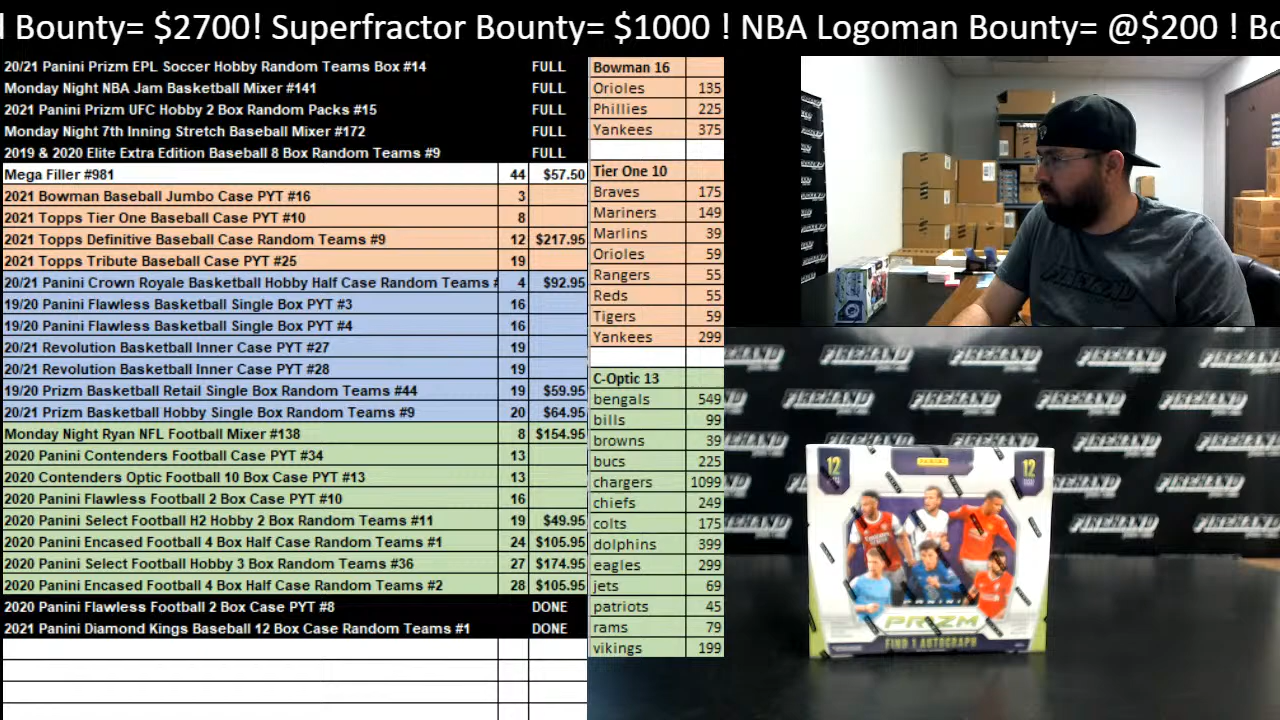 d Bounty= $2700! Superfractor Bounty= $1000 ! NBA Logoman Bounty= @$200 ! Bo
20/21 Panini Prizm EPL Soccer Hobby Random Teams Box #14 FULL
Monday Night NBA Jam Basketball Mixer #141 FULL
2021 Panini Prizm UFC Hobby 2 Box Random Packs #15 FULL
Monday Night 7th Inning Stretch Baseball Mixer #172 FULL
2019 & 2020 Elite Extra Edition Baseball 8 Box Random Teams #9 FULL
Mega Filler #981 44 $57.50
2021 Bowman Baseball Jumbo Case PYT #16 3
2021 Topps Tier One Baseball Case PYT #10 8
2021 Topps Definitive Baseball Case Random Teams #9 12 $217.95
2021 Topps Tribute Baseball Case PYT #25 19
20/21 Panini Crown Royale Basketball Hobby Half Case Random Teams # 4 $92.95
19/20 Panini Flawless Basketball Single Box PYT #3 16
19/20 Panini Flawless Basketball Single Box PYT #4 16
20/21 Revolution Basketball Inner Case PYT #27 19
20/21 Revolution Basketball Inner Case PYT #28 19
19/20 Prizm Basketball Retail Single Box Random Teams #44 19 $59.95
20/21 Prizm Basketball Hobby Single Box Random Teams #9 20 $64.95
Monday Night Ryan NFL Football Mixer #138 8 $154.95
2020 Panini Contenders Football Case PYT #34 13
2020 Contenders Optic Football 10 Box Case PYT #13 13
2020 Panini Flawless Football 2 Box Case PYT #10 16
2020 Panini Select Football H2 Hobby 2 Box Random Teams #11 19 $49.95
2020 Panini Encased Football 4 Box Half Case Random Teams #1 24 $105.95
2020 Panini Select Football Hobby 3 Box Random Teams #36 27 $174.95
2020 Panini Encased Football 4 Box Half Case Random Teams #2 28 $105.95
2020 Panini Flawless Football 2 Box Case PYT #8 DONE
2021 Panini Diamond Kings Baseball 12 Box Case Random Teams #1 DONE
Bowman 16
Orioles 135
Phillies 225
Yankees 375
Tier One 10
Braves 175
Mariners 149
Marlins 39
Orioles 59
Rangers 55
Reds 55
Tigers 59
Yankees 299
C-Optic 13
bengals 549
bills 99
browns 39
bucs 225
chargers 1099
chiefs 249
colts 175
dolphins 399
eagles 299
jets 69
patriots 45
rams 79
vikings 199
FIREHAND
FIREHAND
FIREHAND
FIREHAND
FIREHAND
FIREHAND
FIREHAND
FIREHAND
FIREHAND
FIREHAND
12 PANINI 12
PANINI
PRIZM
FIND 1 AUTOGRAPH